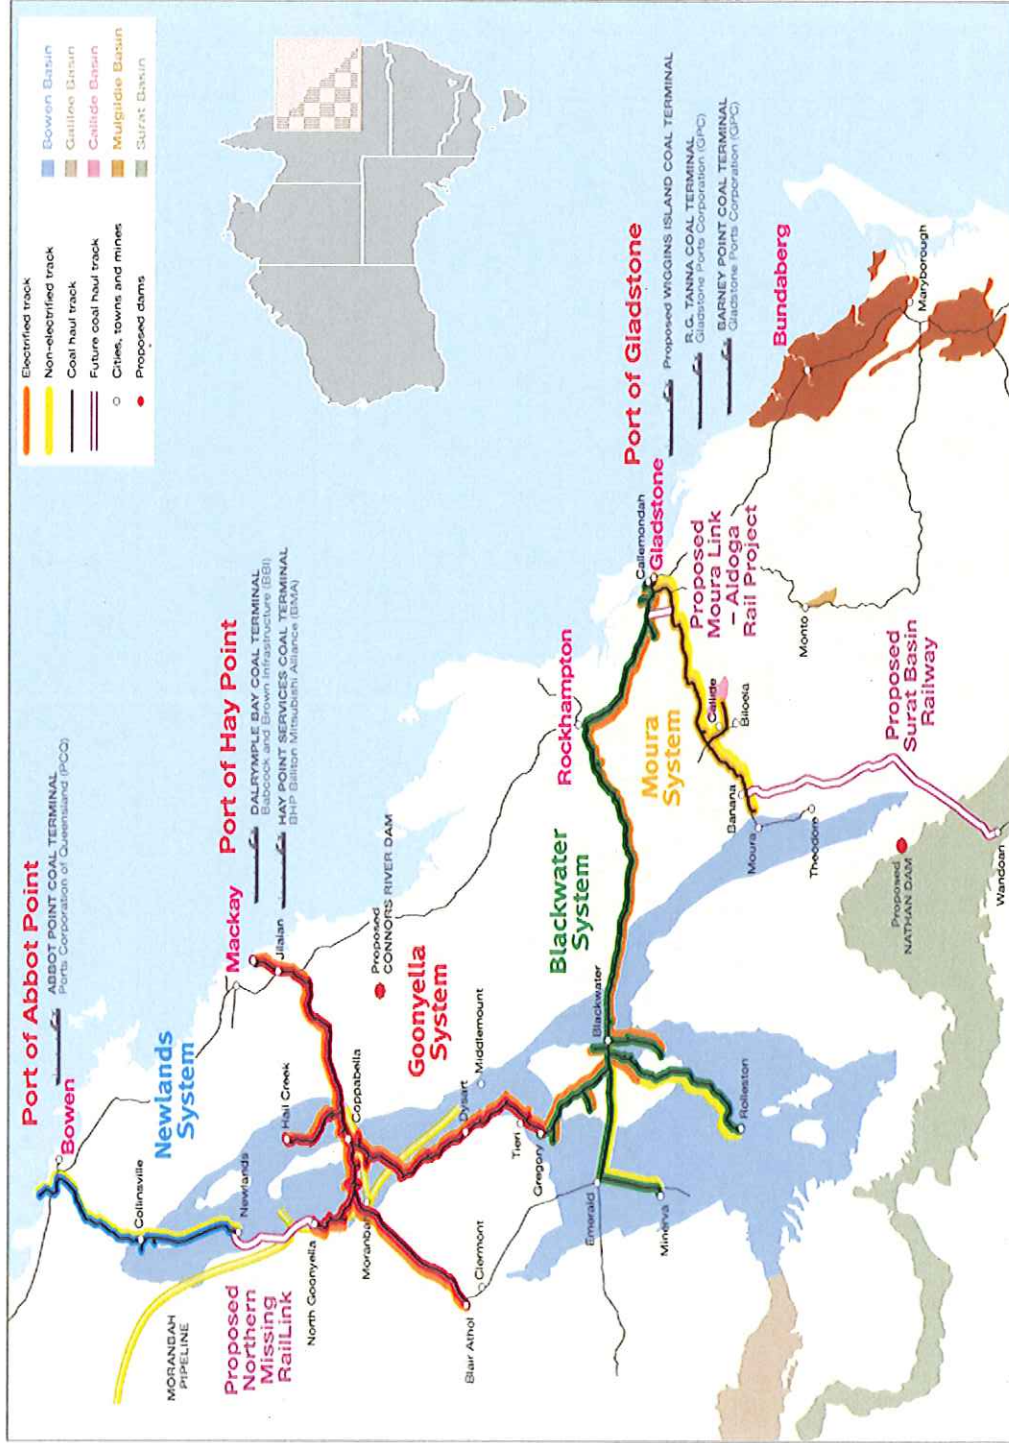 Port of Abbot Point
ABBOT POINT COAL TERMINAL
Ports Corporation of Queensland (PCQ)
Bowen
Newlands
System
Collinsville
Newlands
MORANBAH
PIPELINE
Proposed
Northern
Missing
RailLink
North Goonyella
Moranbah
Hail Creek
Coppabella
Mackay
Port of Hay Point
DALRYMPLE BAY COAL TERMINAL
Babcock and Brown Infrastructure (BBI)
HAY POINT SERVICES COAL TERMINAL
BHP Billiton Mitsubishi Alliance (BMA)
Jilalan
Proposed
CONNORS RIVER DAM
Goonyella
System
Dysart
Middlemount
Blair Athol
Clermont
Tieri
Gregory
Emerald
Minerva
Blackwater
Rolleston
Blackwater
System
Rockhampton
Port of Gladstone
Proposed WIGGINS ISLAND COAL TERMINAL
R.G. TANNA COAL TERMINAL
Gladstone Ports Corporation (GPC)
BARNEY POINT COAL TERMINAL
Gladstone Ports Corporation (GPC)
Callemondah
Gladstone
Proposed
Moura Link
– Aldoga
Rail Project
Moura
System
Callide
Biloela
Banana
Moura
Theodore
Monto
Bundaberg
Maryborough
Proposed
Surat Basin
Railway
Proposed
NATHAN DAM
Wandoan
Electrified track
Non-electrified track
Coal haul track
Future coal haul track
Cities, towns and mines
Proposed dams
Bowen Basin
Galilee Basin
Callide Basin
Mulgildie Basin
Surat Basin